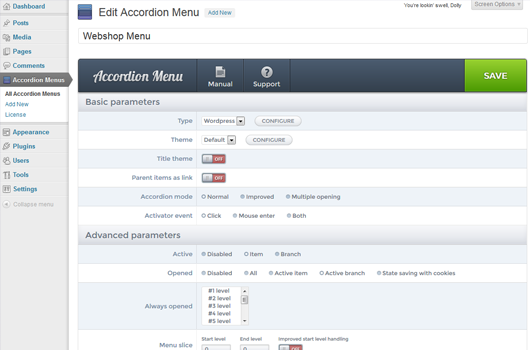 Dashboard
Posts
Media
Pages
Comments
Accordion Menus
All Accordion Menus
Add New
License
Appearance
Plugins
Users
Tools
Settings
Collapse menu
You're lookin' swell, Dolly
Screen Options
Edit Accordion Menu Add New
Webshop Menu
Accordion Menu Manual Support SAVE
Basic parameters
Type Wordpress CONFIGURE
Theme Default CONFIGURE
Title theme OFF
Parent items as link OFF
Accordion mode Normal Improved Multiple opening
Activator event Click Mouse enter Both
Advanced parameters
Active Disabled Item Branch
Opened Disabled All Active item Active branch State saving with cookies
Always opened
#1 level
#2 level
#3 level
#4 level
#5 level
Menu slice
Start level End level Improved start level handling
0 0 OFF